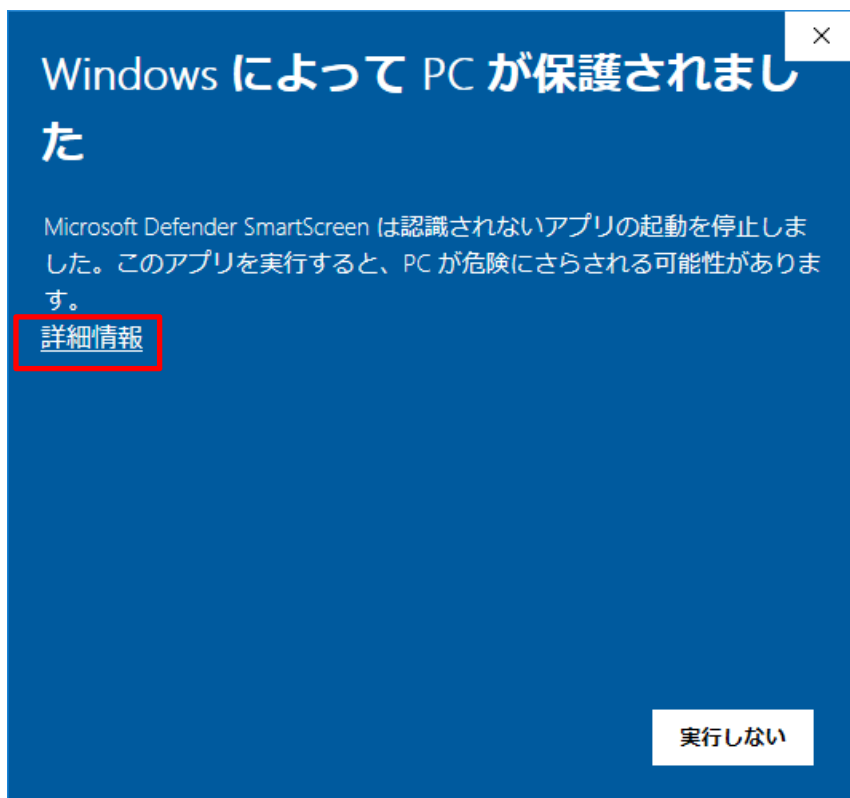 Windows によって PC が保護されまし
た
Microsoft Defender SmartScreen は認識されないアプリの起動を停止しま
した。このアプリを実行すると、PC が危険にさらされる可能性がありま
す。
詳細情報
実行しない